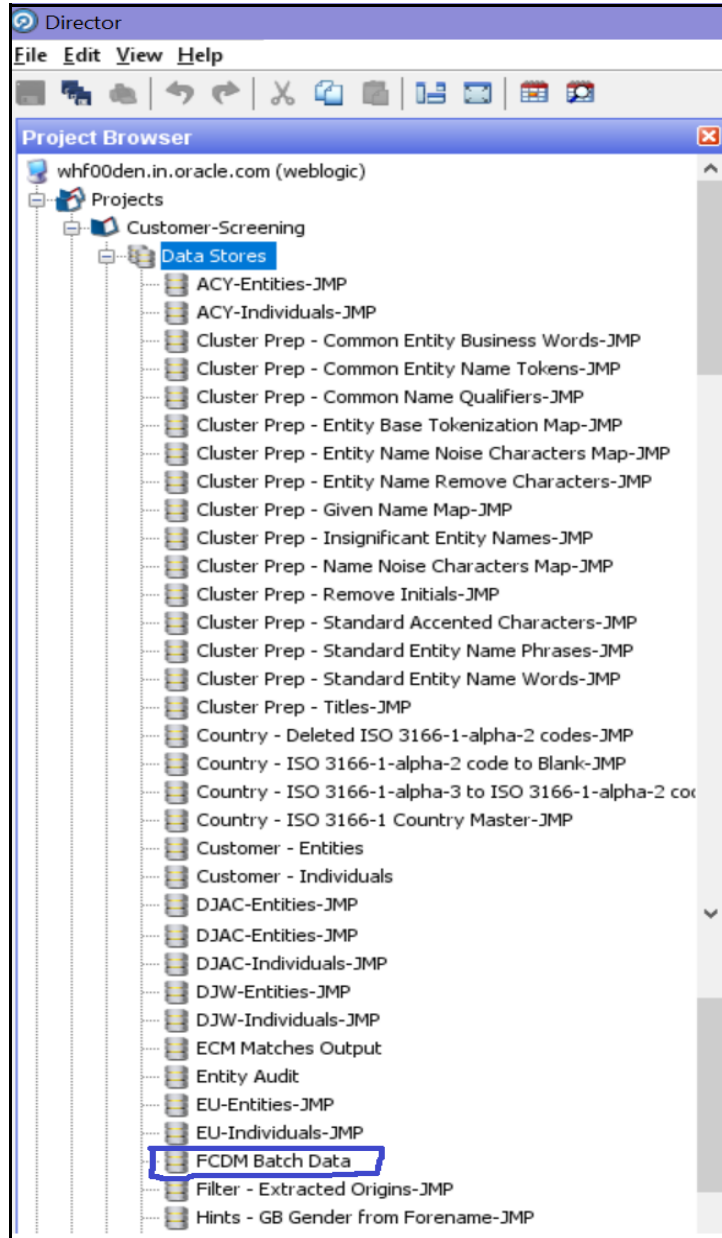 Director
File Edit View Help
Project Browser
whf00den.in.oracle.com (weblogic)
Projects
Customer-Screening
Data Stores
ACY-Entities-JMP
ACY-Individuals-JMP
Cluster Prep - Common Entity Business Words-JMP
Cluster Prep - Common Entity Name Tokens-JMP
Cluster Prep - Common Name Qualifiers-JMP
Cluster Prep - Entity Base Tokenization Map-JMP
Cluster Prep - Entity Name Noise Characters Map-JMP
Cluster Prep - Entity Name Remove Characters-JMP
Cluster Prep - Given Name Map-JMP
Cluster Prep - Insignificant Entity Names-JMP
Cluster Prep - Name Noise Characters Map-JMP
Cluster Prep - Remove Initials-JMP
Cluster Prep - Standard Accented Characters-JMP
Cluster Prep - Standard Entity Name Phrases-JMP
Cluster Prep - Standard Entity Name Words-JMP
Cluster Prep - Titles-JMP
Country - Deleted ISO 3166-1-alpha-2 codes-JMP
Country - ISO 3166-1-alpha-2 code to Blank-JMP
Country - ISO 3166-1-alpha-3 to ISO 3166-1-alpha-2 co
Country - ISO 3166-1 Country Master-JMP
Customer - Entities
Customer - Individuals
DJAC-Entities-JMP
DJAC-Entities-JMP
DJAC-Individuals-JMP
DJW-Entities-JMP
DJW-Individuals-JMP
ECM Matches Output
Entity Audit
EU-Entities-JMP
EU-Individuals-JMP
FCDM Batch Data
Filter - Extracted Origins-JMP
Hints - GB Gender from Forename-JMP